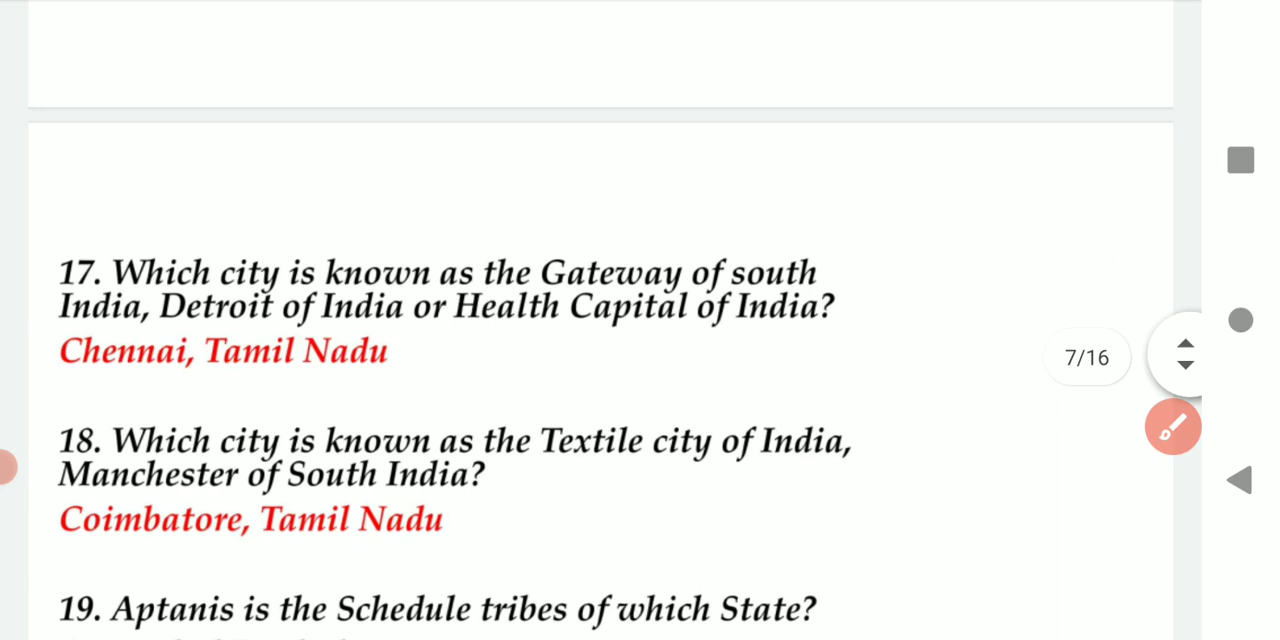 17. Which city is known as the Gateway of south
India, Detroit of India or Health Capital of India?
Chennai, Tamil Nadu
7/16
18. Which city is known as the Textile city of India,
Manchester of South India?
Coimbatore, Tamil Nadu
19. Aptanis is the Schedule tribes of which State?